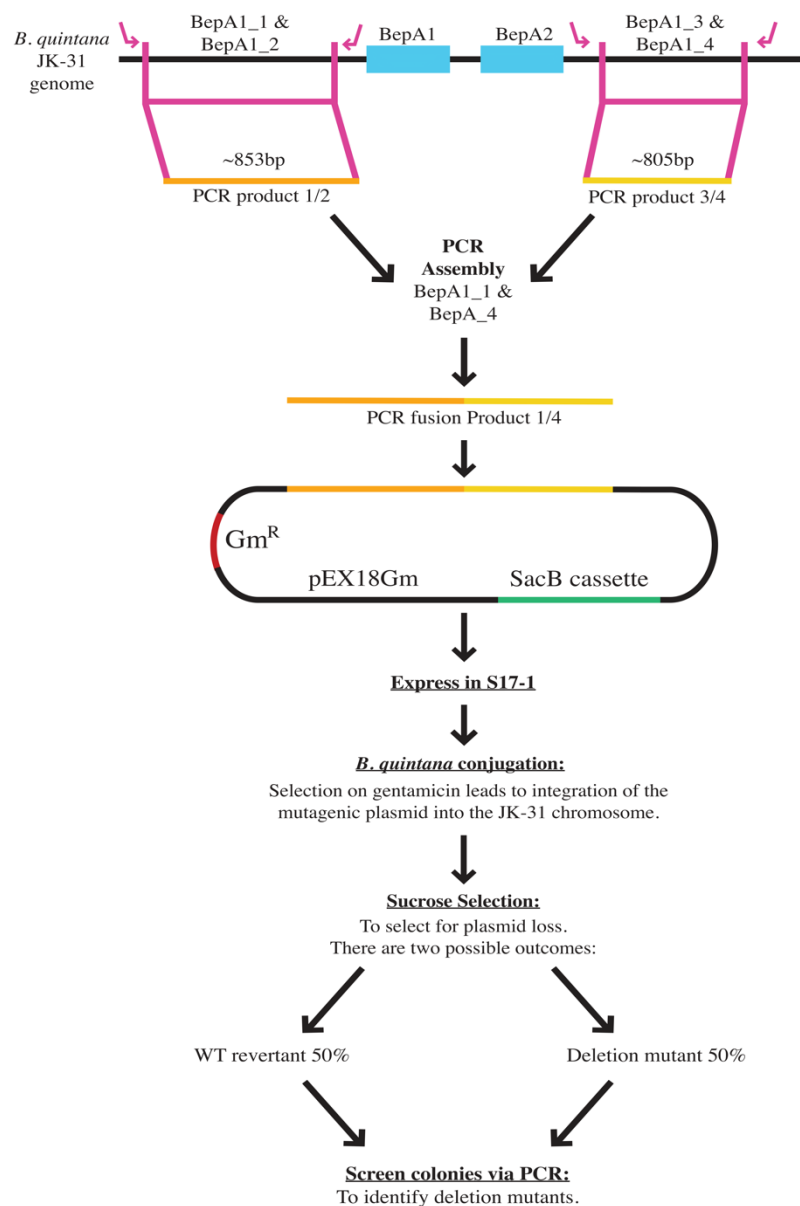 B. quintana
JK-31
genome
BepA1_1 &
BepA1_2
BepA1
BepA2
BepA1_3 &
BepA1_4
~853bp
PCR product 1/2
~805bp
PCR product 3/4
PCR
Assembly
BepA1_1 &
BepA_4
PCR fusion Product 1/4
Gm^R
pEX18Gm
SacB cassette
Express in S17-1
B. quintana conjugation:
Selection on gentamicin leads to integration of the
mutagenic plasmid into the JK-31 chromosome.
Sucrose Selection:
To select for plasmid loss.
There are two possible outcomes:
WT revertant 50%
Deletion mutant 50%
Screen colonies via PCR:
To identify deletion mutants.